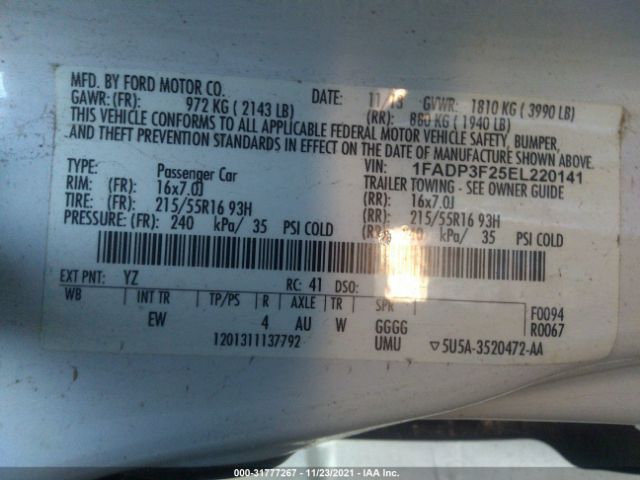 MFD. BY FORD MOTOR CO. DATE: 11/13 GVWR: 1810 KG ( 3990 LB)
GAWR: (FR): 972 KG ( 2143 LB) (RR): 880 KG ( 1940 LB)
THIS VEHICLE CONFORMS TO ALL APPLICABLE FEDERAL MOTOR VEHICLE SAFETY, BUMPER,
AND THEFT PREVENTION STANDARDS IN EFFECT ON THE DATE OF MANUFACTURE SHOWN ABOVE.
TYPE: Passenger Car VIN: 1FADP3F25EL220141
TRAILER TOWING - SEE OWNER GUIDE
RIM: (FR): 16x7.0J (RR): 16x7.0J
TIRE: (FR): 215/55R16 93H (RR): 215/55R16 93H
PRESSURE: (FR): 240 kPa/ 35 PSI COLD kPa/ 35 PSI COLD
EXT PNT: YZ RC: 41 DSO:
WB INT TR TP/PS R AXLE TR SPR F0094
EW 4 AU W GGGG R0067
1201311137792 UMU ▽5U5A-3520472-AA
000-31777267 - 11/23/2021 - IAA Inc.